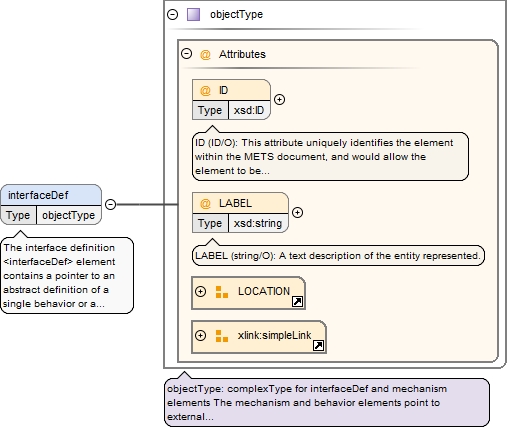 objectType
@ Attributes
@ ID
Type xsd:ID
ID (ID/O): This attribute uniquely identifies the element
within the METS document, and would allow the
element to be...
interfaceDef
Type objectType
The interface definition
<interfaceDef> element
contains a pointer to an
abstract definition of a
single behavior or a...
@ LABEL
Type xsd:string
LABEL (string/O): A text description of the entity represented.
LOCATION
xlink:simpleLink
objectType: complexType for interfaceDef and mechanism
elements The mechanism and behavior elements point to
external...